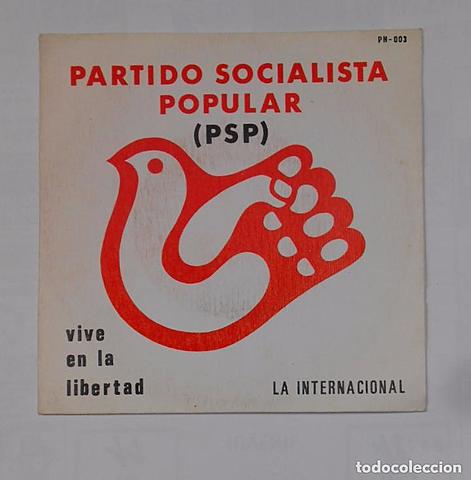 PN-003
PARTIDO SOCIALISTA
POPULAR
(PSP)
vive
en la
libertad
LA INTERNACIONAL
todocoleccion